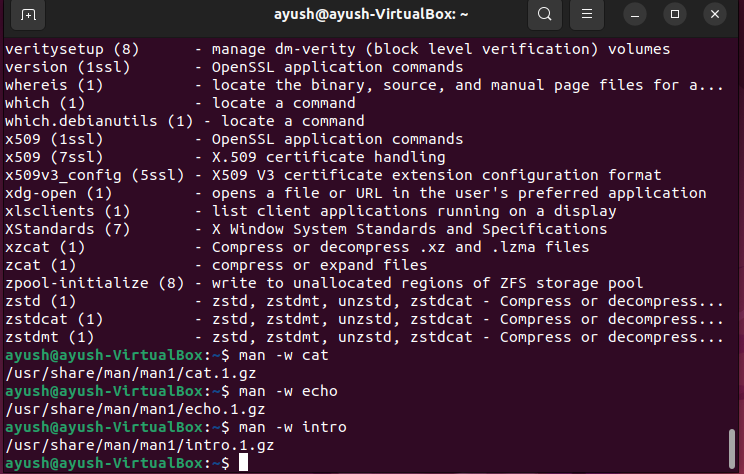 ayush@ayush-VirtualBox: ~
veritysetup (8)      - manage dm-verity (block level verification) volumes
version (1ssl)       - OpenSSL application commands
whereis (1)          - locate the binary, source, and manual page files for a...
which (1)            - locate a command
which.debianutils (1) - locate a command
x509 (1ssl)          - OpenSSL application commands
x509 (7ssl)          - X.509 certificate handling
x509v3_config (5ssl) - X509 V3 certificate extension configuration format
xdg-open (1)         - opens a file or URL in the user's preferred application
xlsclients (1)       - list client applications running on a display
XStandards (7)       - X Window System Standards and Specifications
xzcat (1)            - Compress or decompress .xz and .lzma files
zcat (1)             - compress or expand files
zpool-initialize (8) - write to unallocated regions of ZFS storage pool
zstd (1)             - zstd, zstdmt, unzstd, zstdcat - Compress or decompress...
zstdcat (1)          - zstd, zstdmt, unzstd, zstdcat - Compress or decompress...
zstdmt (1)           - zstd, zstdmt, unzstd, zstdcat - Compress or decompress...
ayush@ayush-VirtualBox:~$ man -w cat
/usr/share/man/man1/cat.1.gz
ayush@ayush-VirtualBox:~$ man -w echo
/usr/share/man/man1/echo.1.gz
ayush@ayush-VirtualBox:~$ man -w intro
/usr/share/man/man1/intro.1.gz
ayush@ayush-VirtualBox:~$